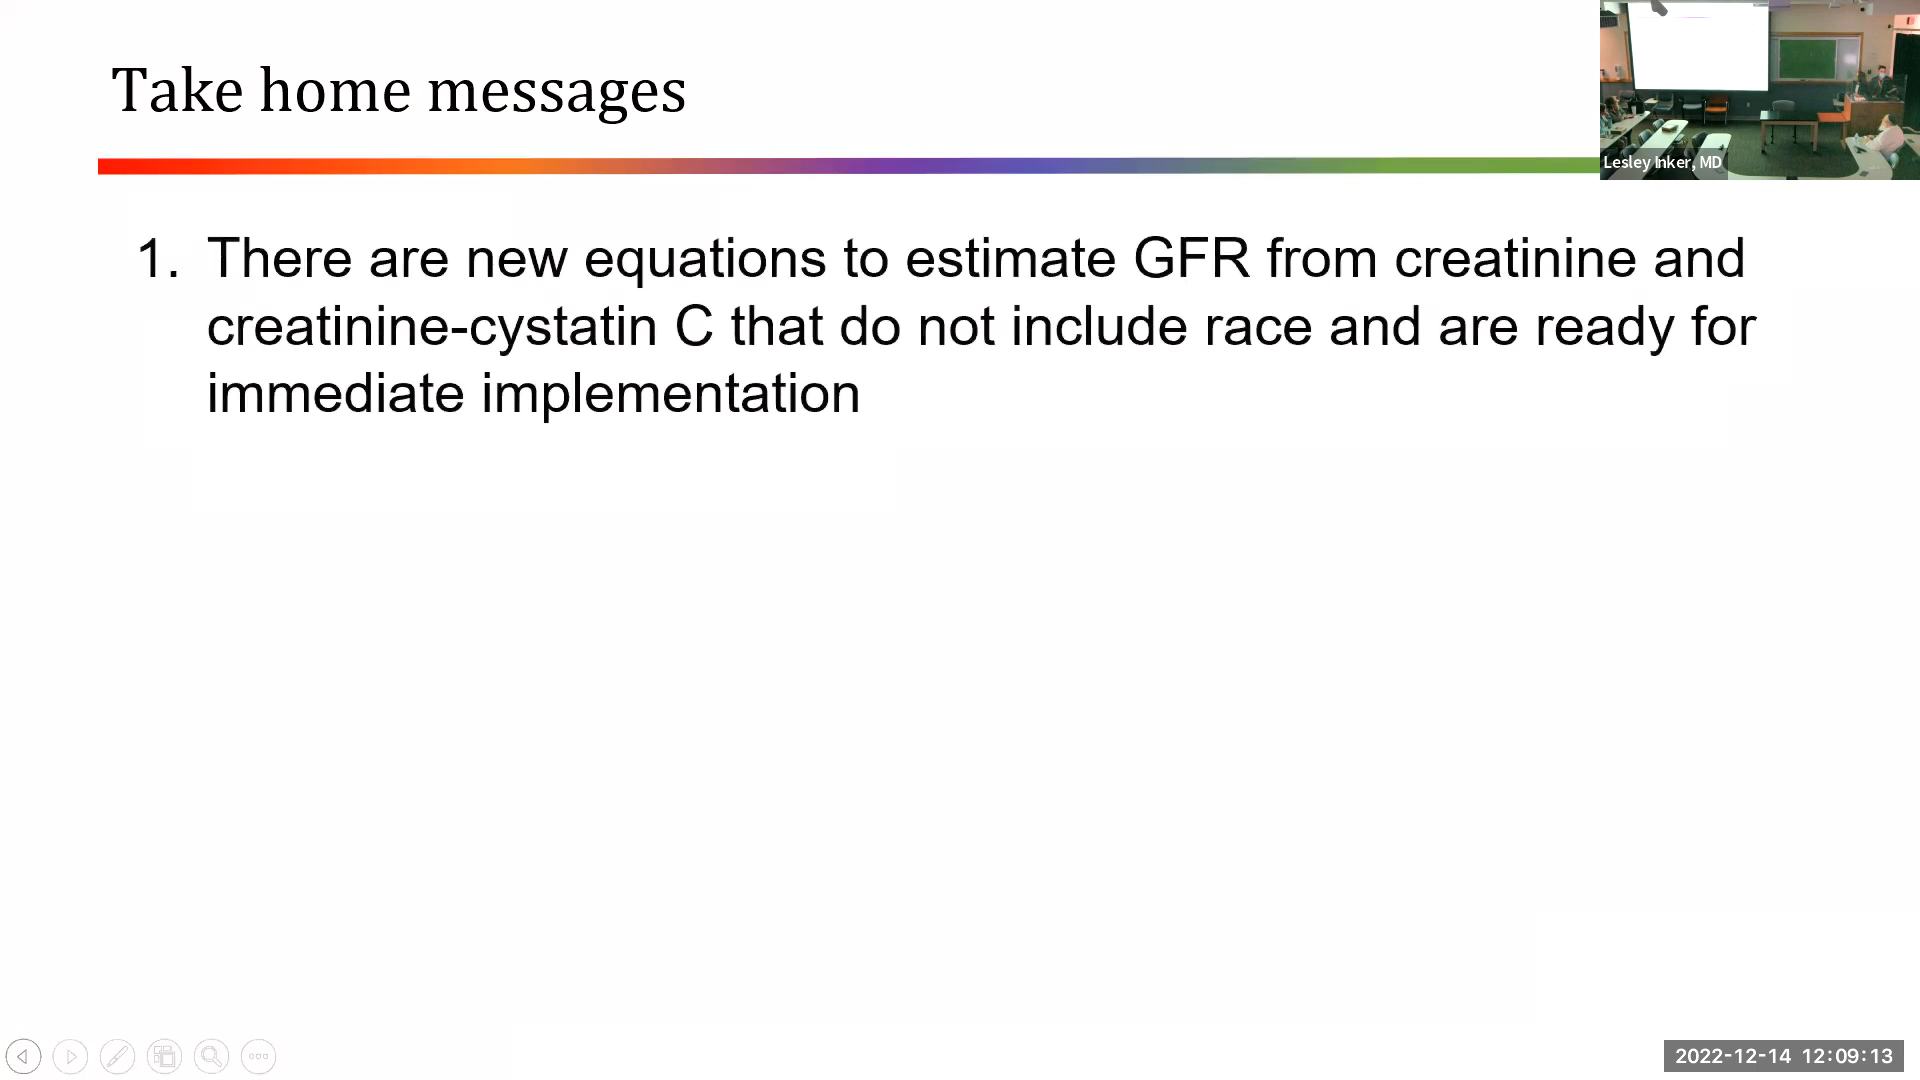 Take home messages
Lesley Inker, MD
1. There are new equations to estimate GFR from creatinine and
creatinine-cystatin C that do not include race and are ready for
immediate implementation
2022-12-14 12:09:13